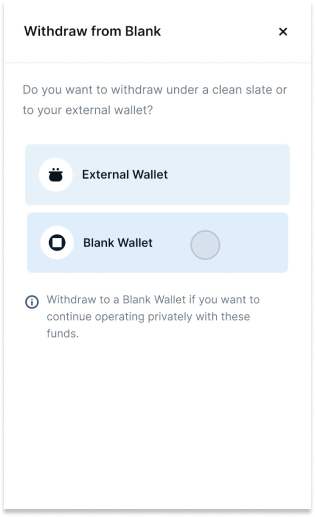 Withdraw from Blank
Do you want to withdraw under a clean slate or
to your external wallet?
External Wallet
Blank Wallet
Withdraw to a Blank Wallet if you want to
continue operating privately with these
funds.